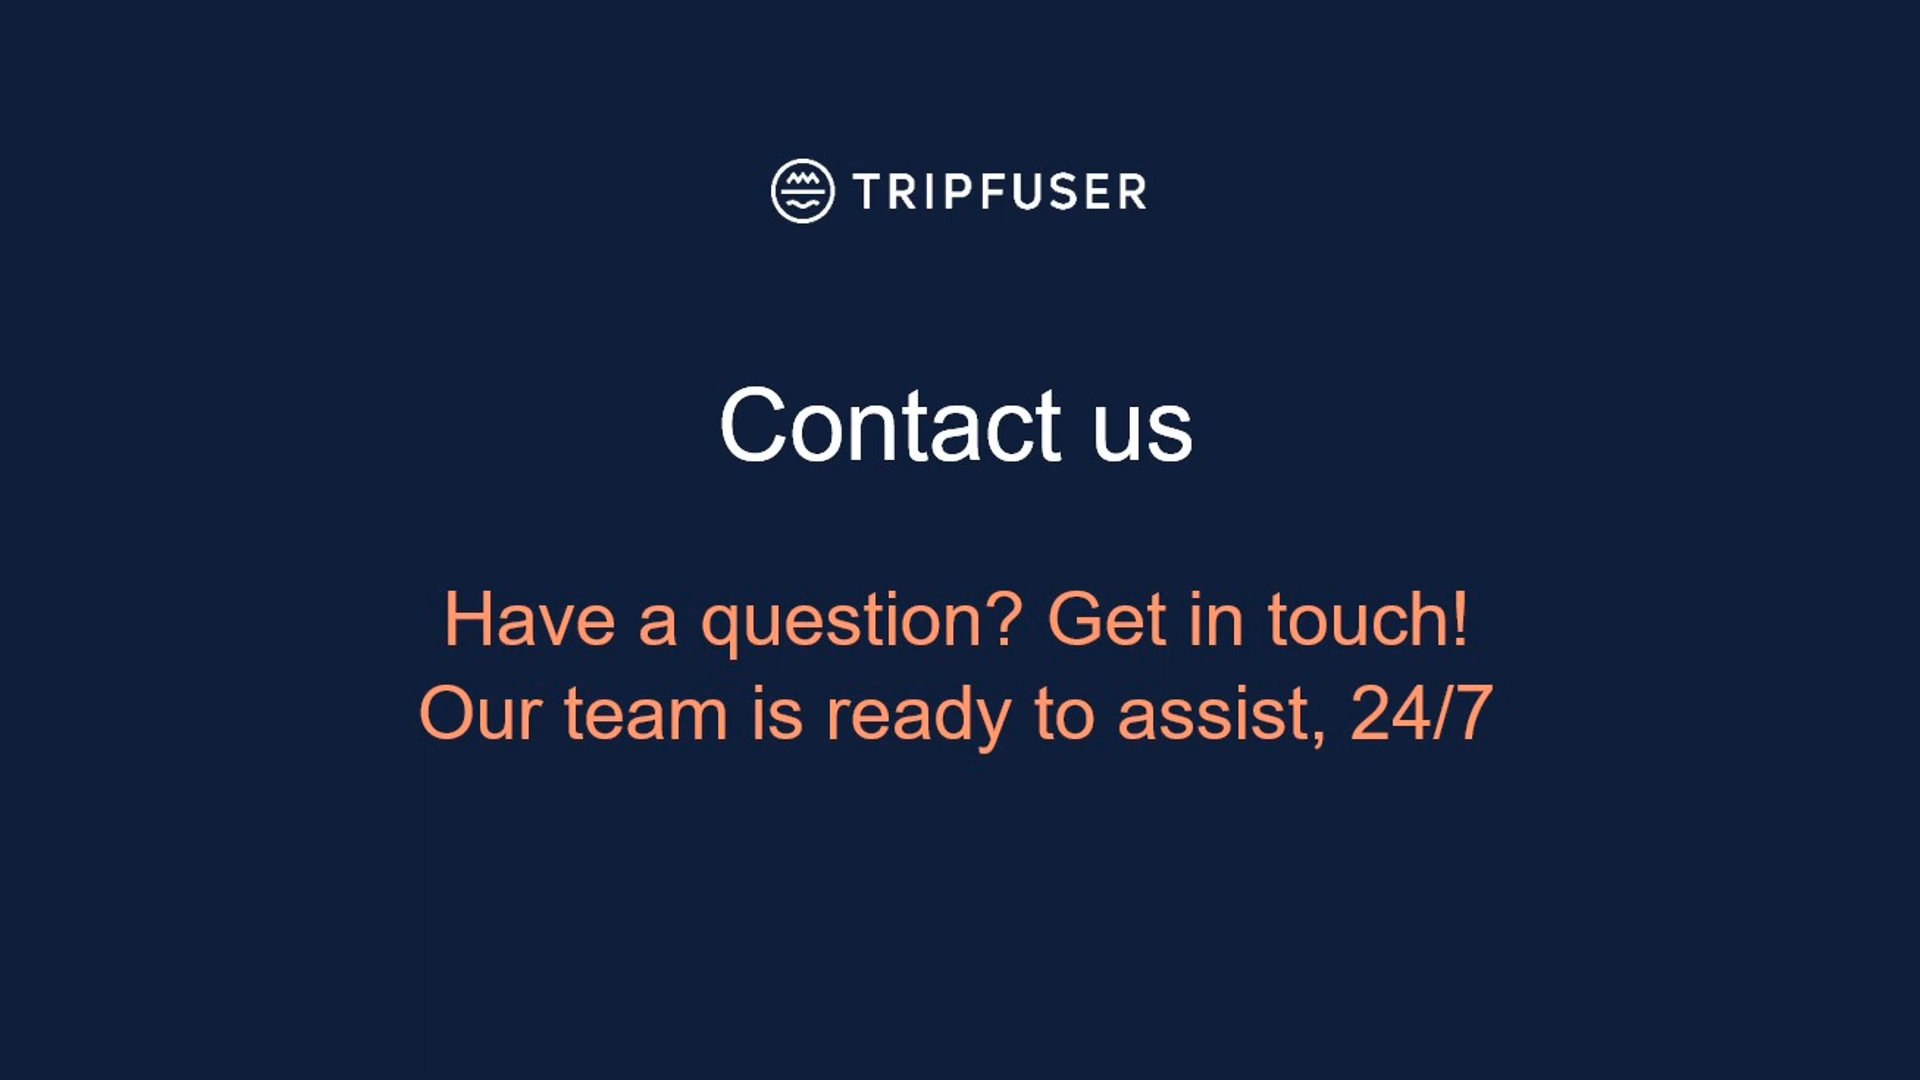 TRIPFUSER
Contact us
Have a question? Get in touch!
Our team is ready to assist, 24/7